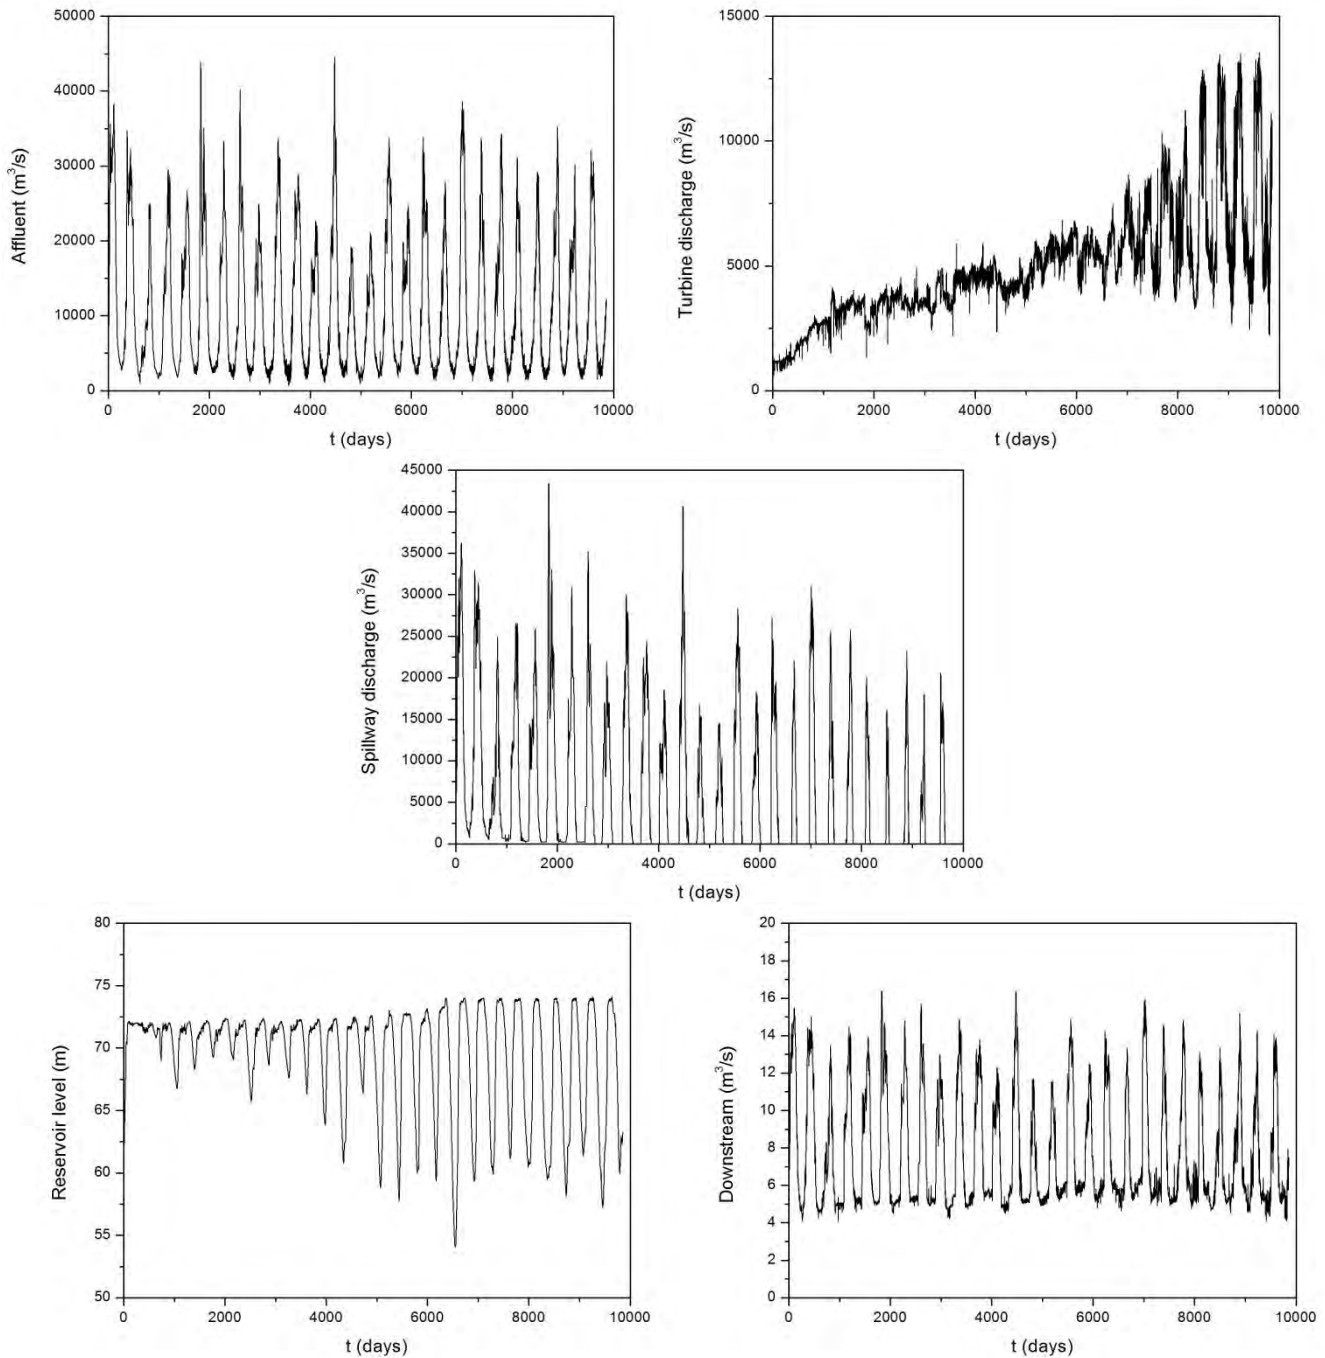 50000
40000
30000
20000
10000
0
Affluent (m³/s)
0 2000 4000 6000 8000 10000
t (days)
15000
10000
5000
0
Turbine discharge (m³/s)
0 2000 4000 6000 8000 10000
t (days)
45000
40000
35000
30000
25000
20000
15000
10000
5000
0
Spillway discharge (m³/s)
0 2000 4000 6000 8000 10000
t (days)
80
75
70
65
60
55
50
Reservoir level (m)
0 2000 4000 6000 8000 10000
t (days)
20
18
16
14
12
10
8
6
4
2
0
Downstream (m³/s)
0 2000 4000 6000 8000 10000
t (days)